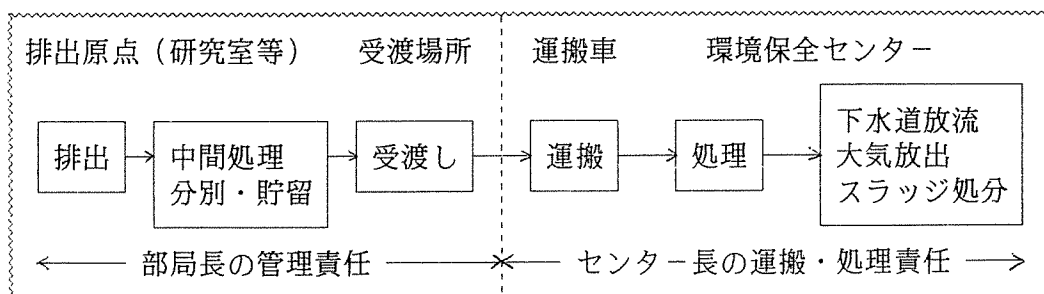 排出原点（研究室等） 受渡場所 運搬車 環境保全センター
排出
中間処理
分別・貯留
受渡し
運搬
処理
下水道放流
大気放出
スラッジ処分
部局長の管理責任
センター長の運搬・処理責任